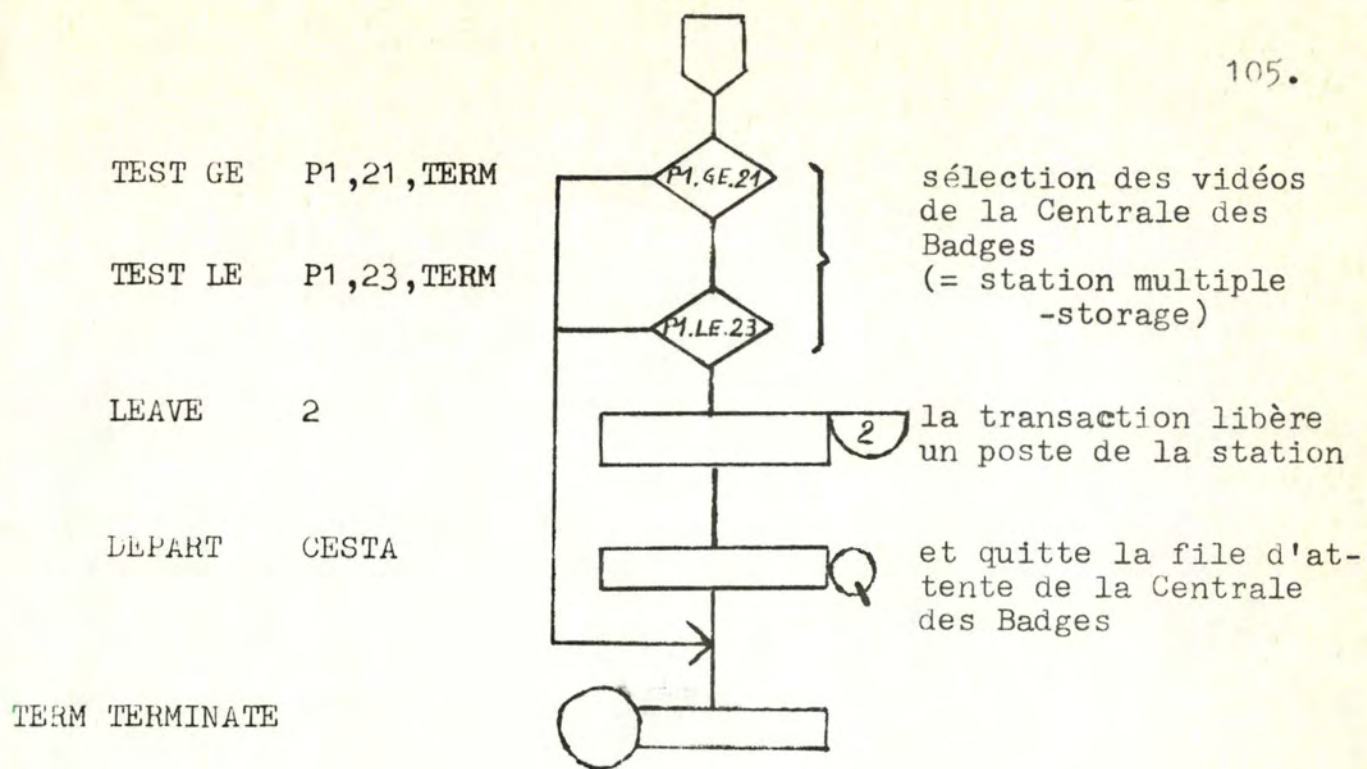 105.
TEST GE P1,21,TERM
P1.GE.21
sélection des vidéos
de la Centrale des
Badges
(= station multiple
-storage)
TEST LE P1,23,TERM
P1.LE.23
LEAVE 2
2
la transaction libère
un poste de la station
DEPART CESTA
et quitte la file d'at-
tente de la Centrale
des Badges
TERM TERMINATE